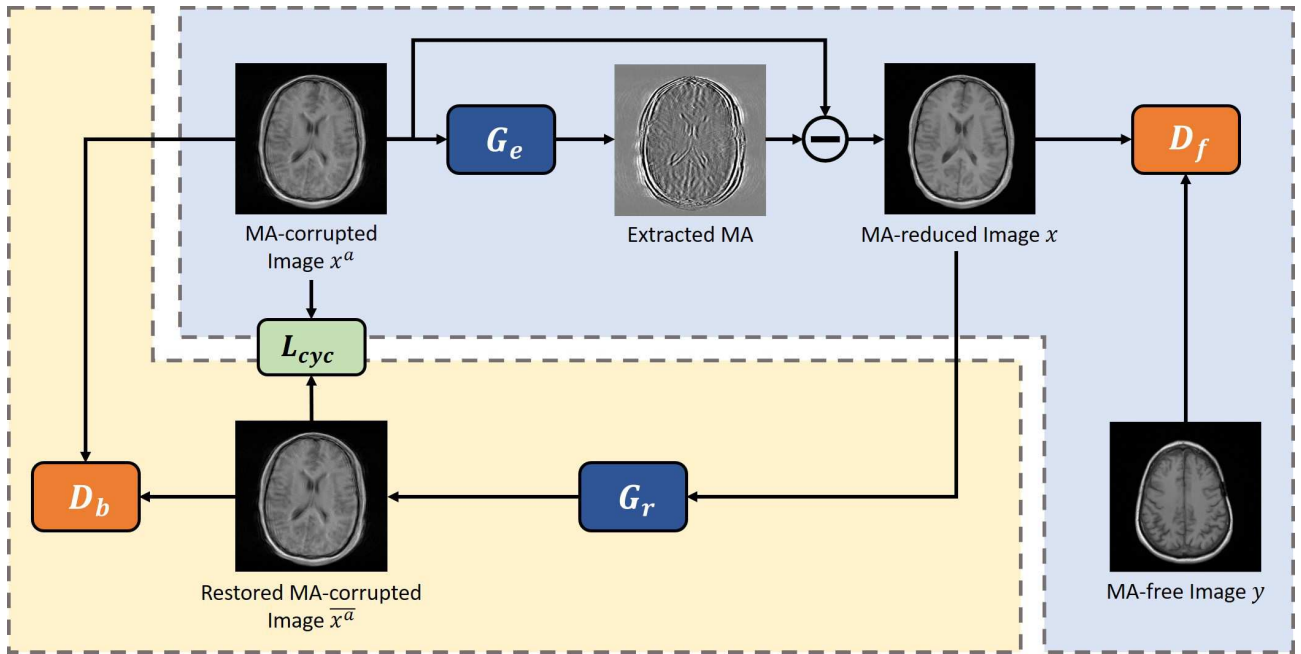 G_e
D_f
MA-corrupted
Image x^a
Extracted MA
MA-reduced Image x
L_cyc
D_b
G_r
Restored MA-corrupted
Image \overline{x^a}
MA-free Image y